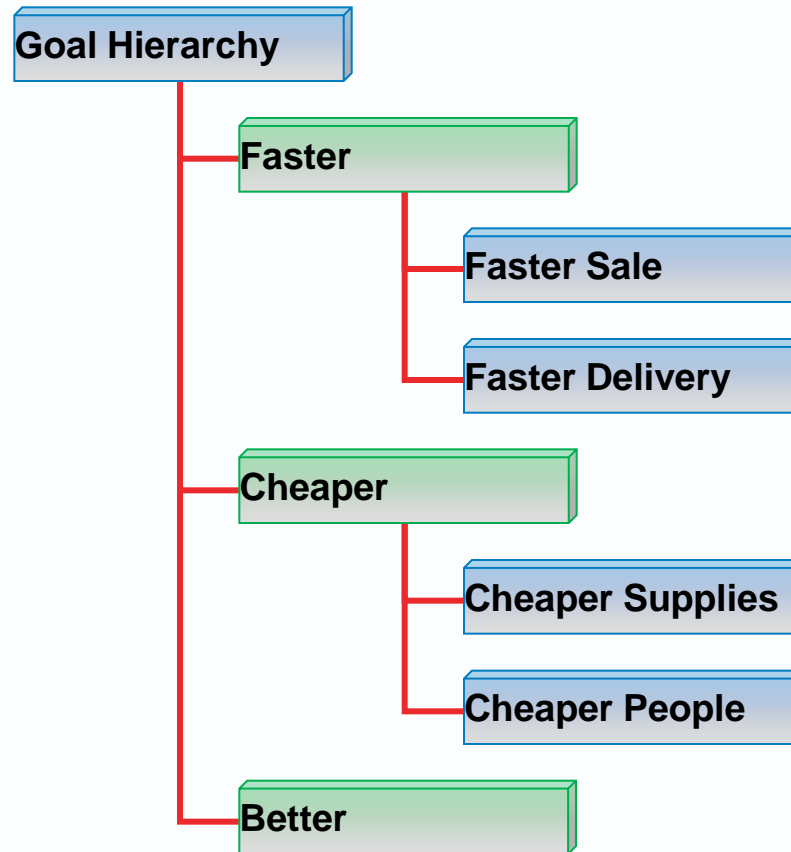 Goal Hierarchy
Faster
Faster Sale
Faster Delivery
Cheaper
Cheaper Supplies
Cheaper People
Better